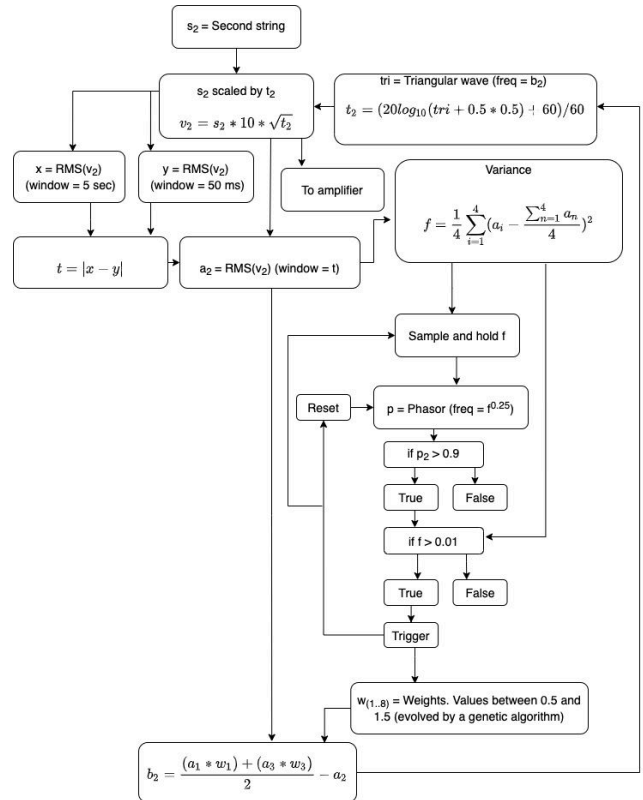 s₂ = Second string
s₂ scaled by t₂
v₂ = s₂ * 10 * √t₂
tri = Triangular wave (freq = b₂)
t₂ = (20log₁₀(tri + 0.5 * 0.5) + 60)/60
x = RMS(v₂)
(window = 5 sec)
y = RMS(v₂)
(window = 50 ms)
To amplifier
Variance
f = 1/4 ∑⁴ᵢ₌₁(aᵢ − ∑⁴ₙ₌₁ aₙ/4)²
t = |x − y|
a₂ = RMS(v₂) (window = t)
Sample and hold f
Reset
p = Phasor (freq = f^0.25)
if p₂ > 0.9
True
False
if f > 0.01
True
False
Trigger
w₍₁..₈₎ = Weights. Values between 0.5 and
1.5 (evolved by a genetic algorithm)
b₂ = (a₁ * w₁) + (a₃ * w₃)/2 − a₂